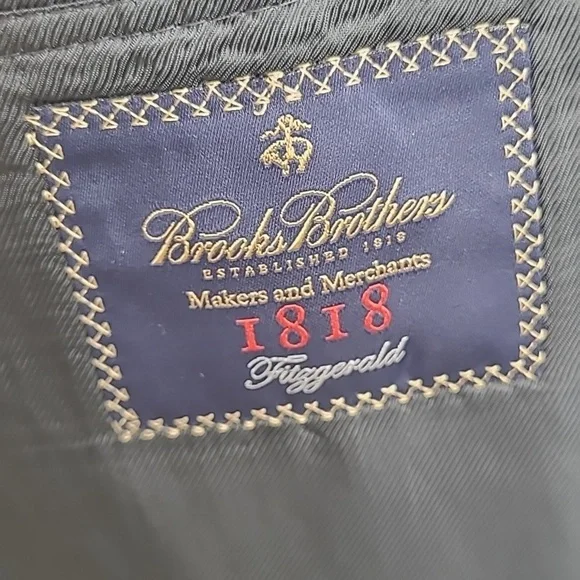 Brooks Brothers
ESTABLISHED 1818
Makers and Merchants
1818
Fitzgerald